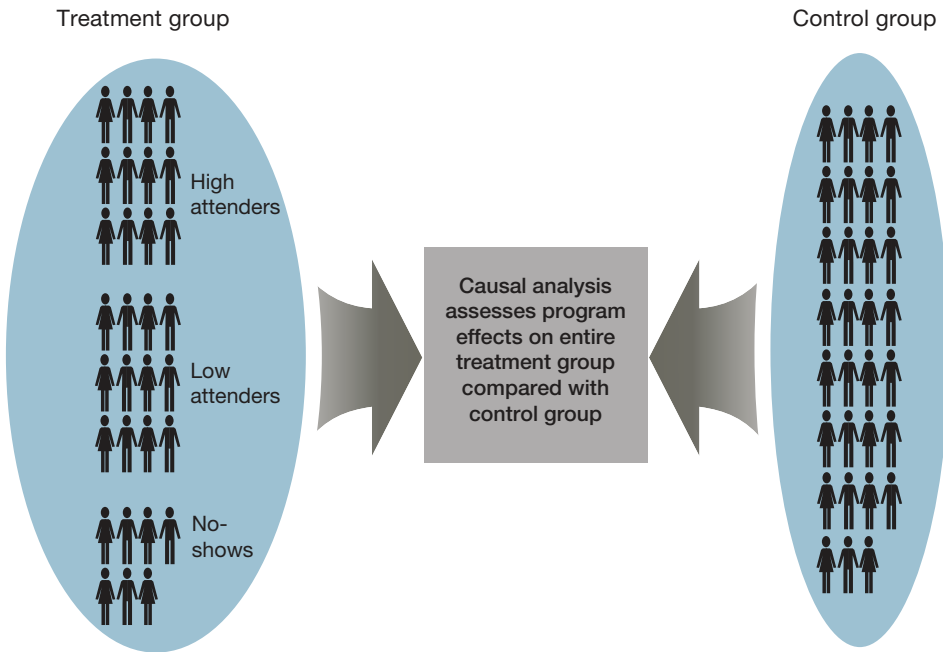 Treatment group
Control group
High
attenders
Low
attenders
No-
shows
Causal analysis
assesses program
effects on entire
treatment group
compared with
control group